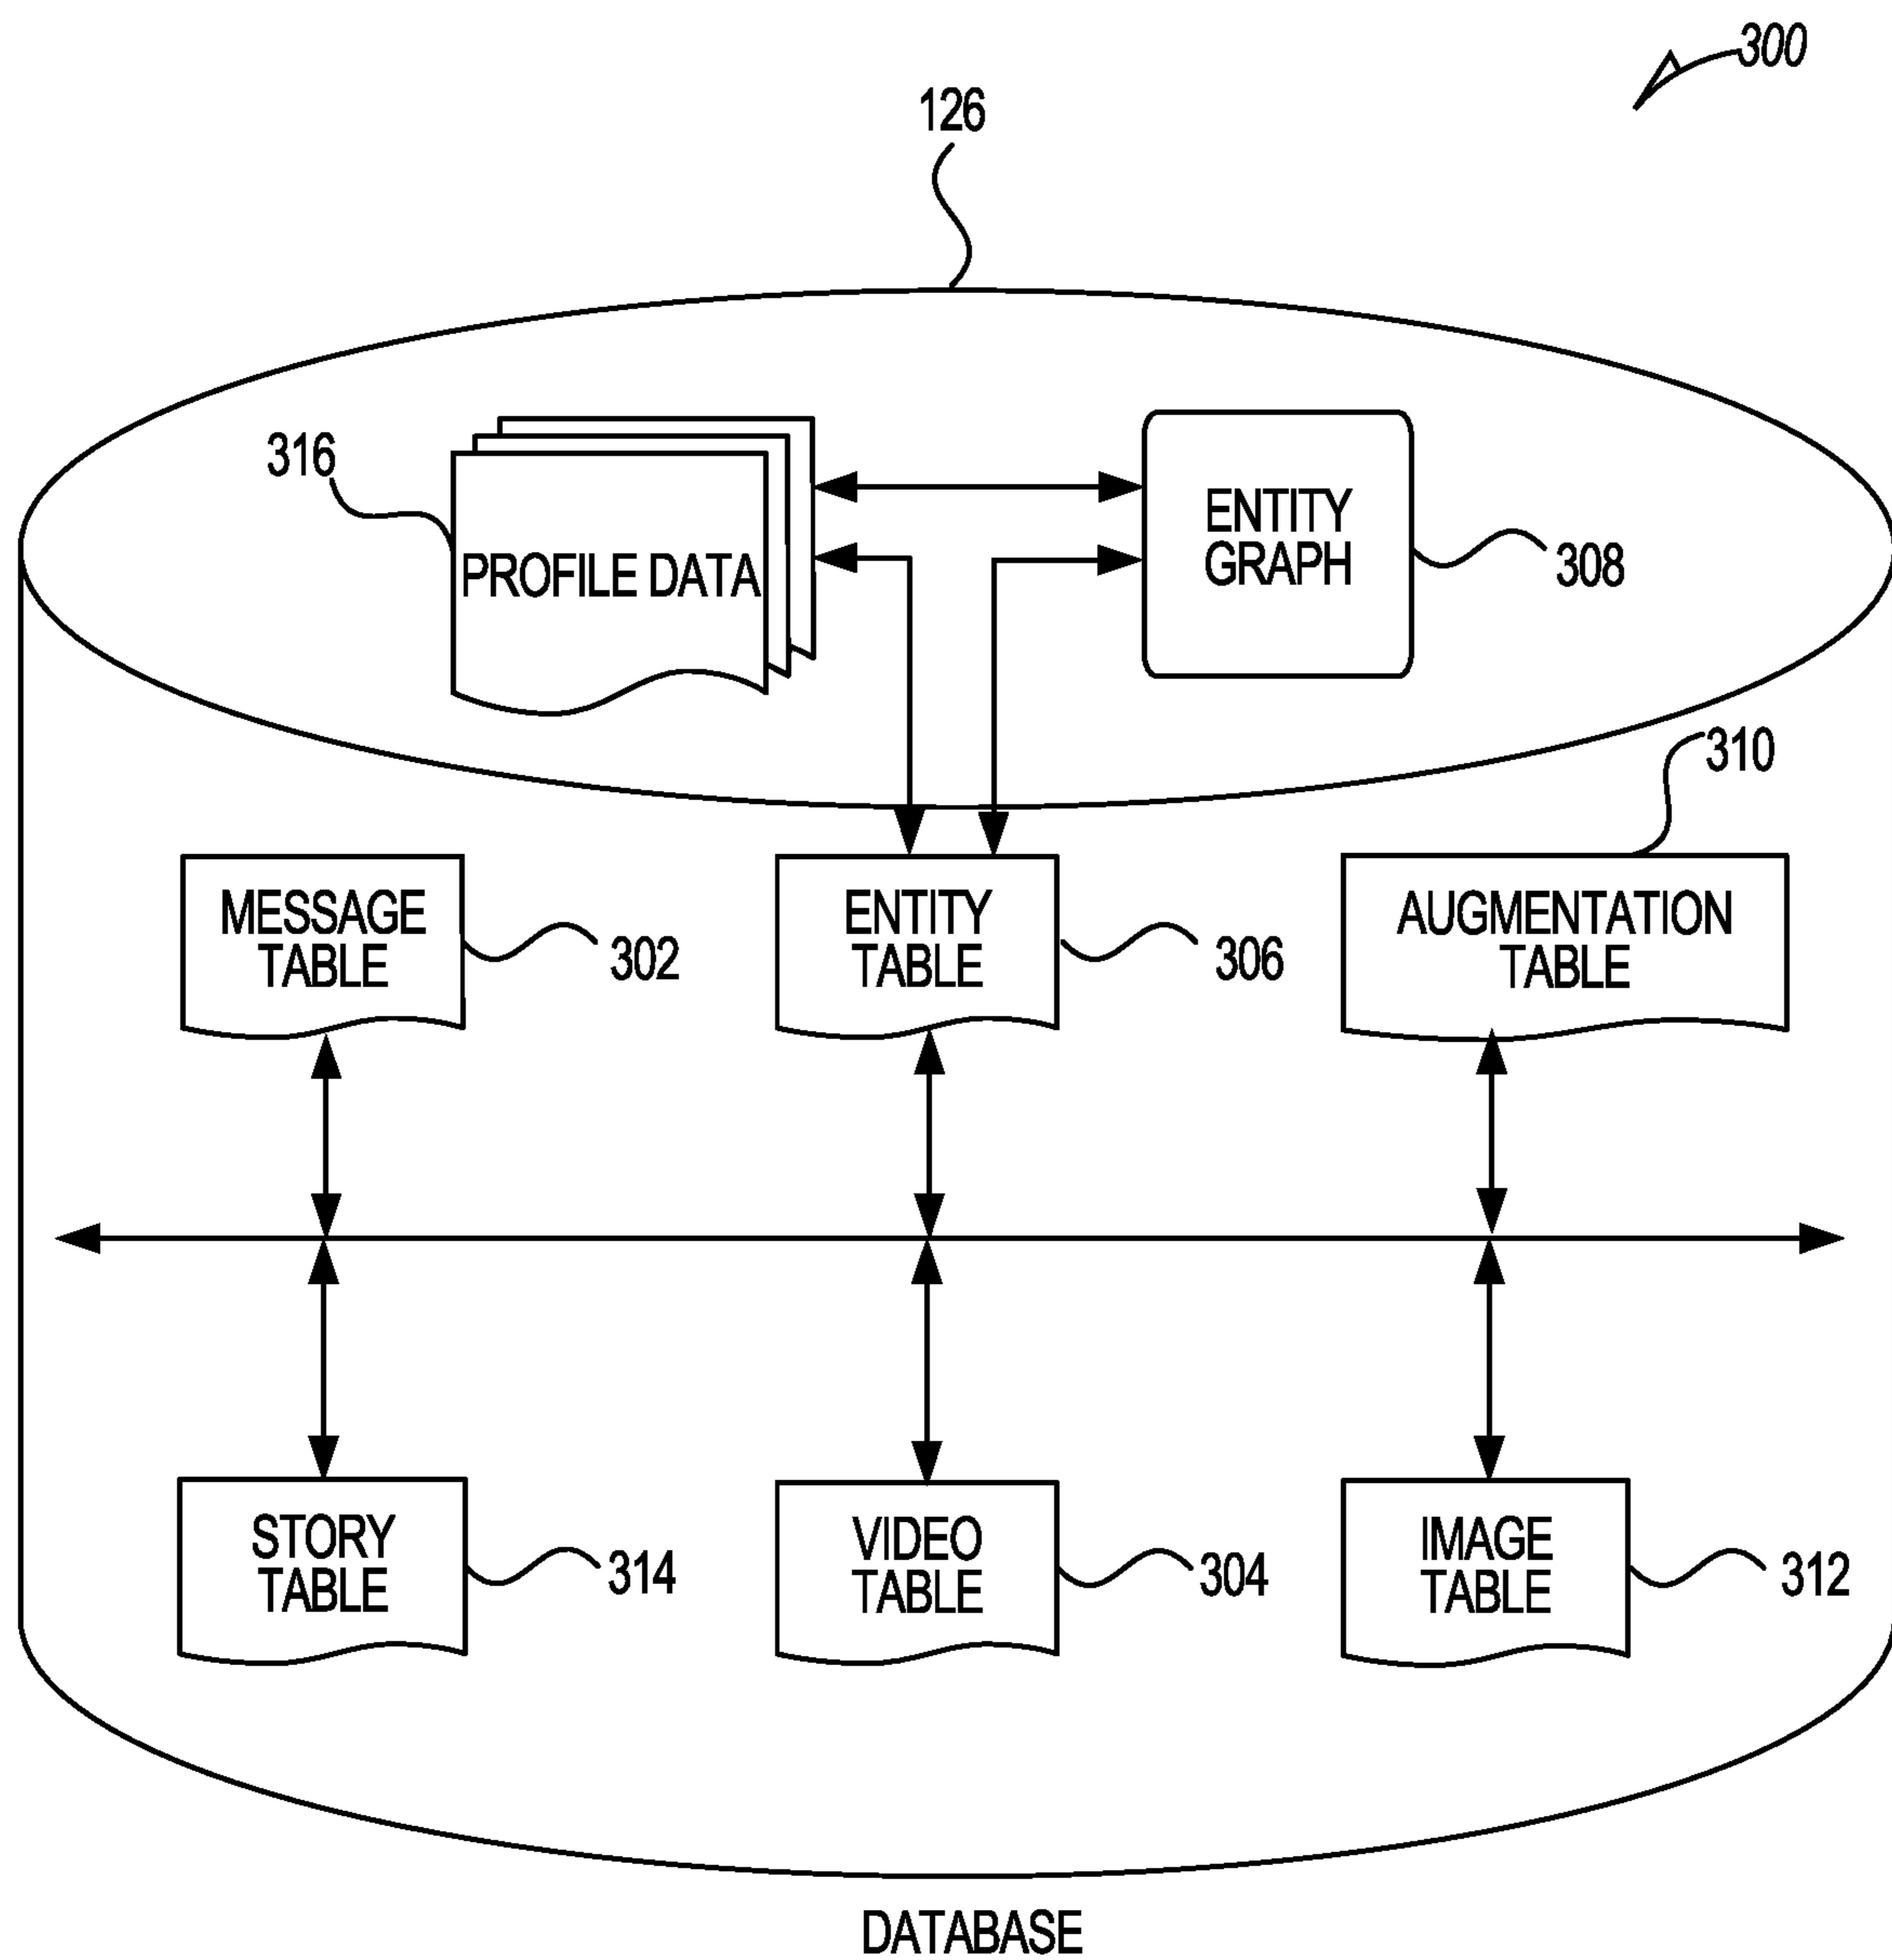 300
126
316
PROFILE DATA
ENTITY
GRAPH
308
310
MESSAGE
TABLE
302
ENTITY
TABLE
306
AUGMENTATION
TABLE
STORY
TABLE
314
VIDEO
TABLE
304
IMAGE
TABLE
312
DATABASE